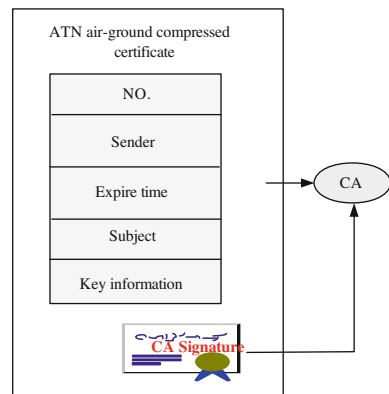 ATN air-ground compressed
certificate
NO.
Sender
Expire time
Subject
Key information
CA Signature
CA